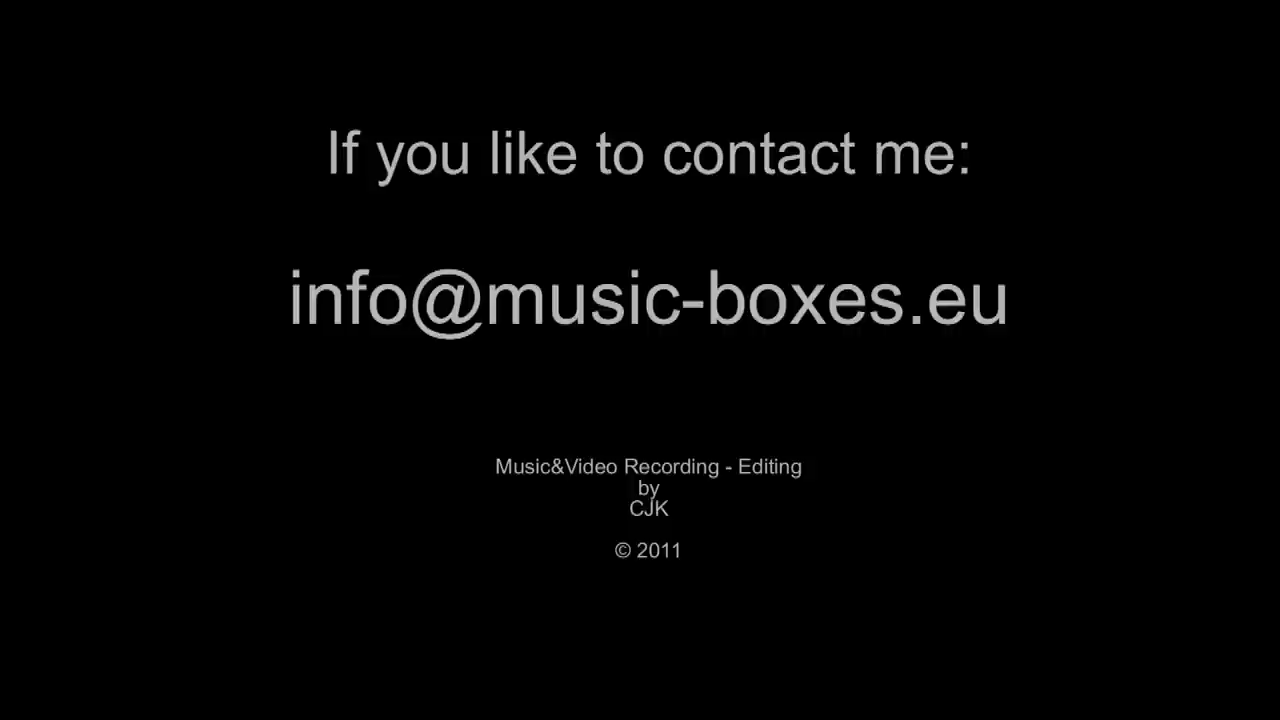 If you like to contact me:
info@music-boxes.eu
Music&Video Recording - Editing
by
CJK
© 2011